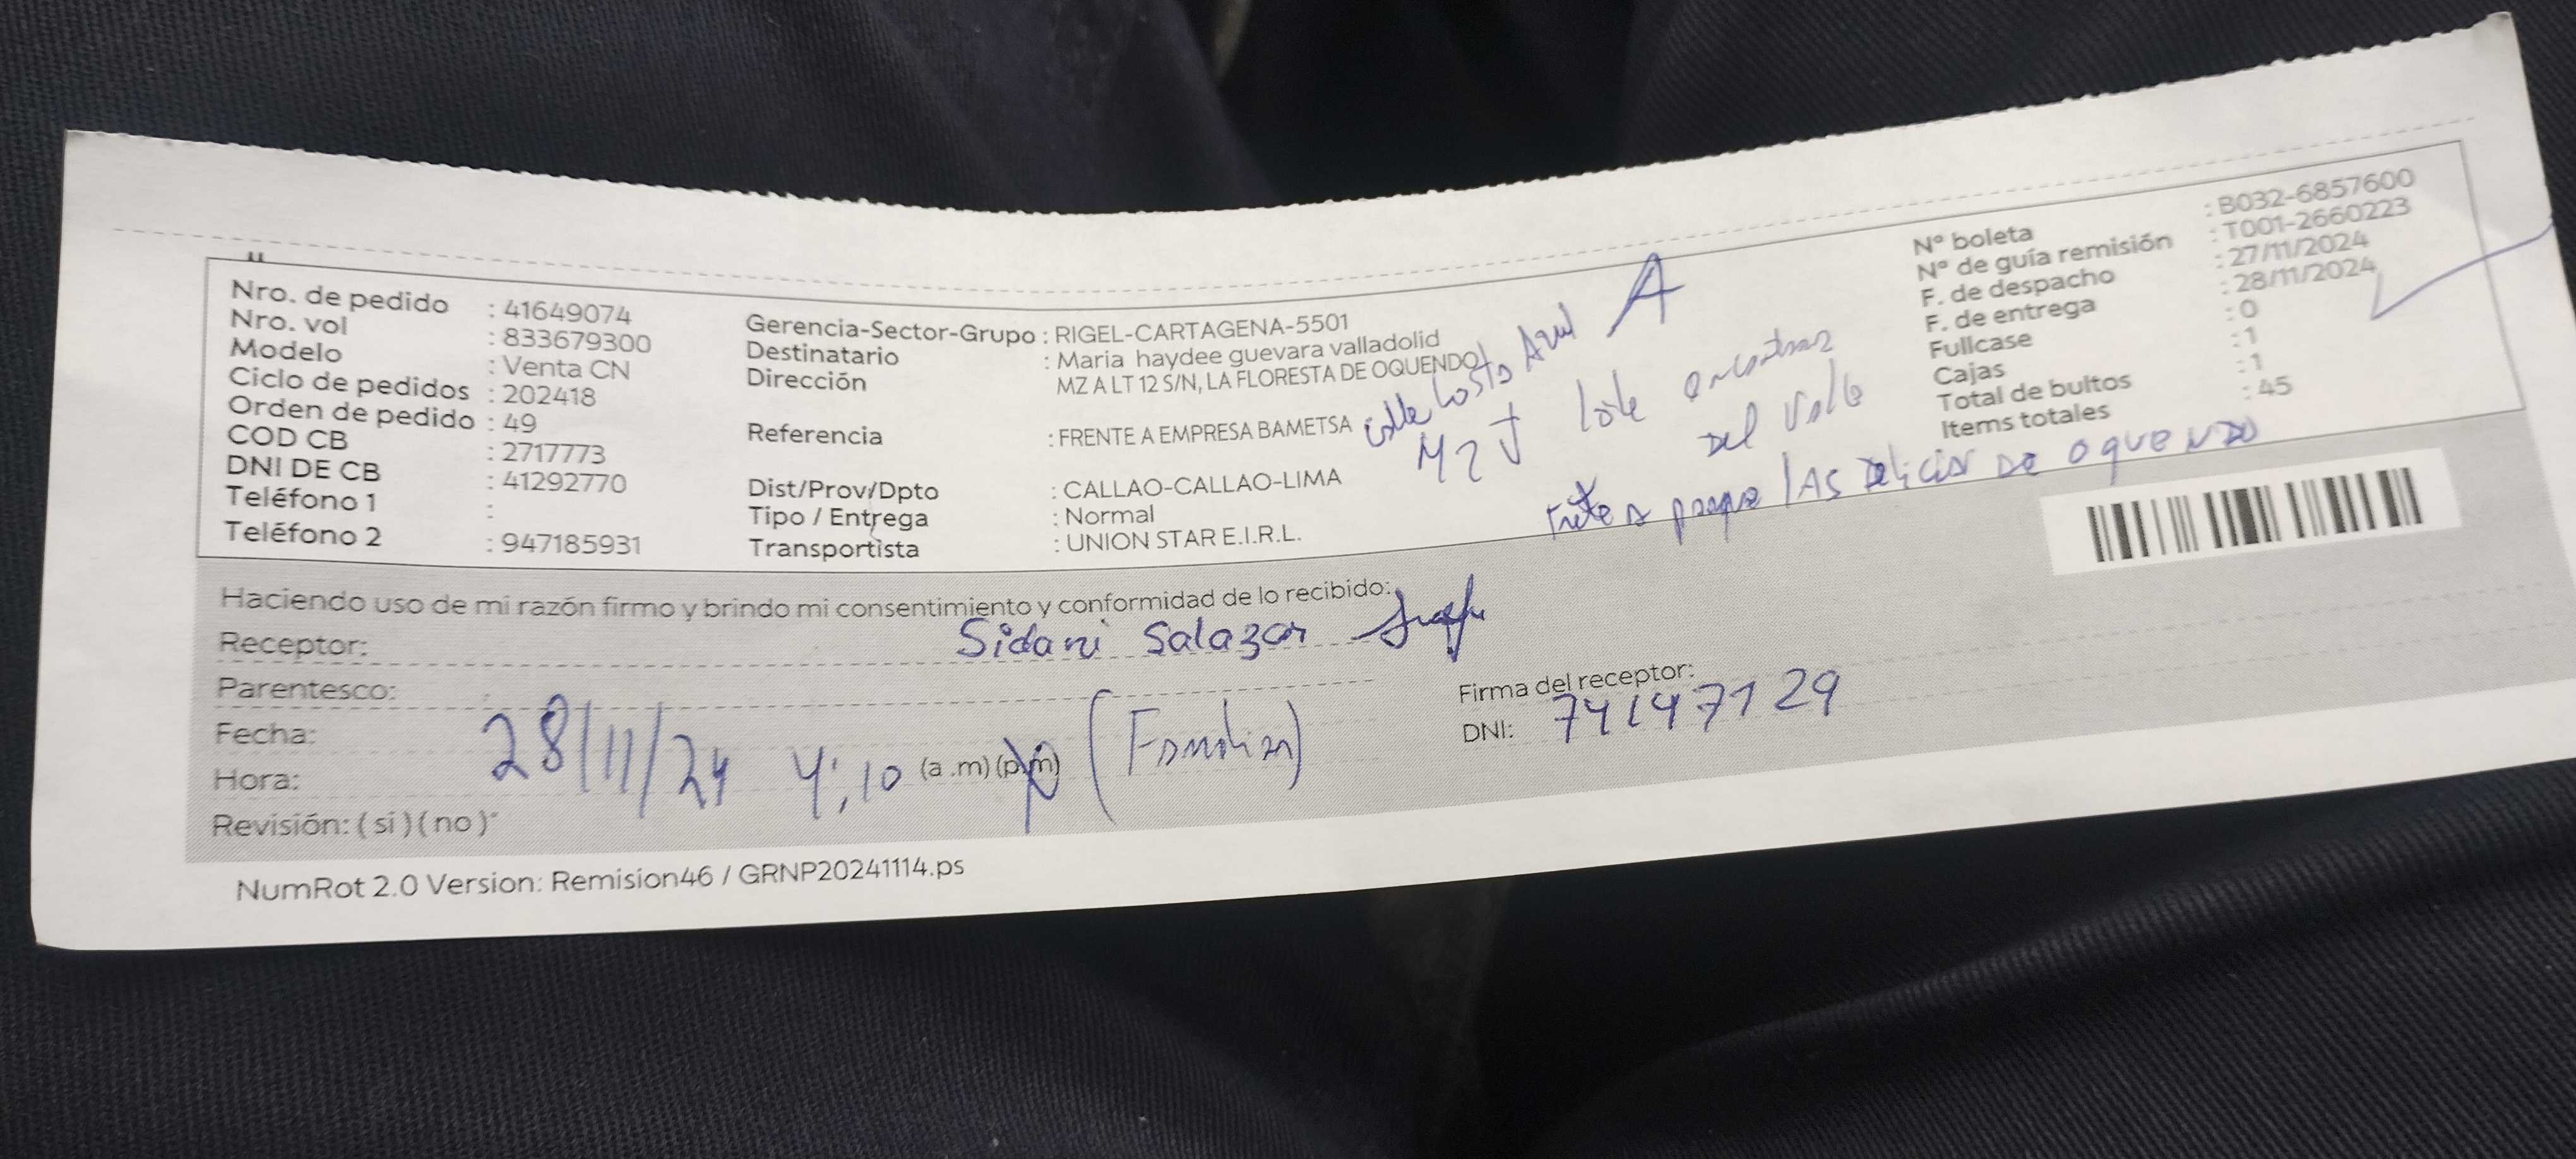 Nro. de pedido : 41649074
Nro. vol : 833679300
Modelo : Venta CN
Ciclo de pedidos : 202418
Orden de pedido : 49
COD CB : 2717773
DNI DE CB : 41292770
Teléfono 1 :
Teléfono 2 : 947185931
Gerencia-Sector-Grupo : RIGEL-CARTAGENA-5501
Destinatario : Maria haydee guevara valladolid
Dirección MZ A LT 12 S/N, LA FLORESTA DE OQUENDO
Referencia : FRENTE A EMPRESA BAMETSA
Dist/Prov/Dpto : CALLAO-CALLAO-LIMA
Tipo / Entrega : Normal
Transportista : UNION STAR E.I.R.L.
calle Costa Azul A
MZ J lote
del Valle
LAS DELICIAS DE OQUENDO
N° boleta : B032-6857600
N° de guía remisión : T001-2660223
F. de despacho : 27/11/2024
F. de entrega : 28/11/2024
Fullcase : 0
Cajas : 1
Total de bultos : 1
Items totales : 45
Haciendo uso de mi razón firmo y brindo mi consentimiento y conformidad de lo recibido:
Receptor: Sidani Salazar
Parentesco:
Fecha: 28/11/24
Hora: 4:10 (a.m) (p.m) (Familiar)
Revisión: (si) (no)
Firma del receptor:
DNI: 74147129
NumRot 2.0 Version: Remision46 / GRNP20241114.ps